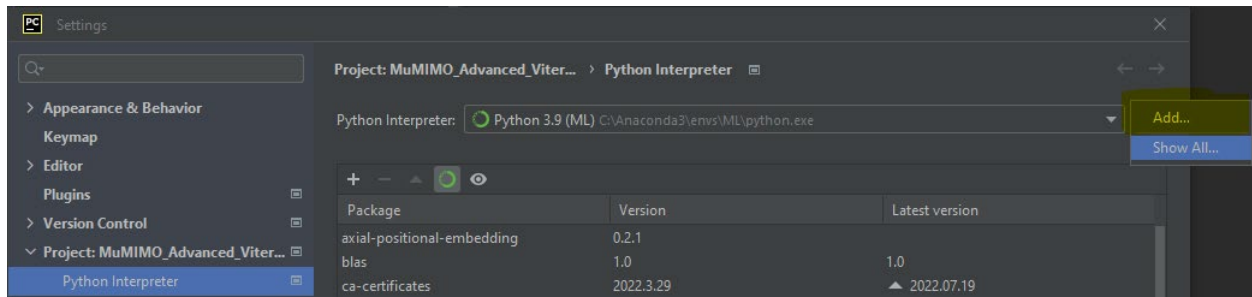 PC Settings
Project: MuMIMO_Advanced_Viter... › Python Interpreter
Appearance & Behavior
Keymap
Editor
Plugins
Version Control
Project: MuMIMO_Advanced_Viter...
Python Interpreter
Python Interpreter: Python 3.9 (ML) C:\Anaconda3\envs\ML\python.exe
Add...
Show All...
Package Version Latest version
axial-positional-embedding 0.2.1
blas 1.0 1.0
ca-certificates 2022.3.29 2022.07.19